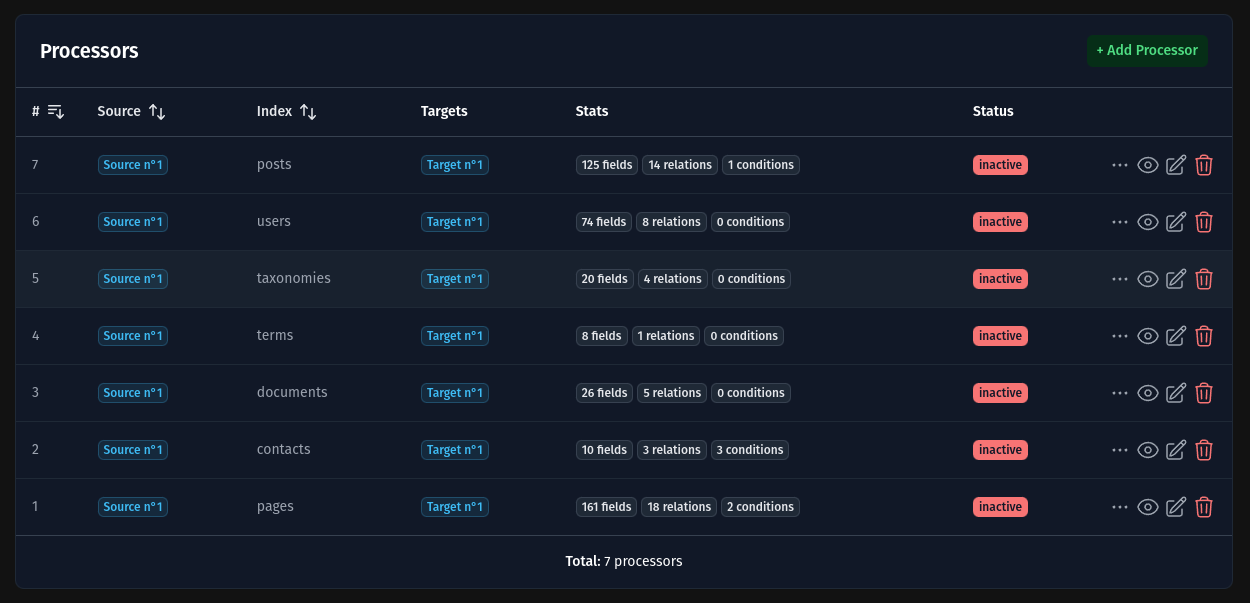 Processors
+ Add Processor
# Source Index Targets Stats Status
7 Source n°1 posts Target n°1 125 fields 14 relations 1 conditions inactive
6 Source n°1 users Target n°1 74 fields 8 relations 0 conditions inactive
5 Source n°1 taxonomies Target n°1 20 fields 4 relations 0 conditions inactive
4 Source n°1 terms Target n°1 8 fields 1 relations 0 conditions inactive
3 Source n°1 documents Target n°1 26 fields 5 relations 0 conditions inactive
2 Source n°1 contacts Target n°1 10 fields 3 relations 3 conditions inactive
1 Source n°1 pages Target n°1 161 fields 18 relations 2 conditions inactive
Total: 7 processors